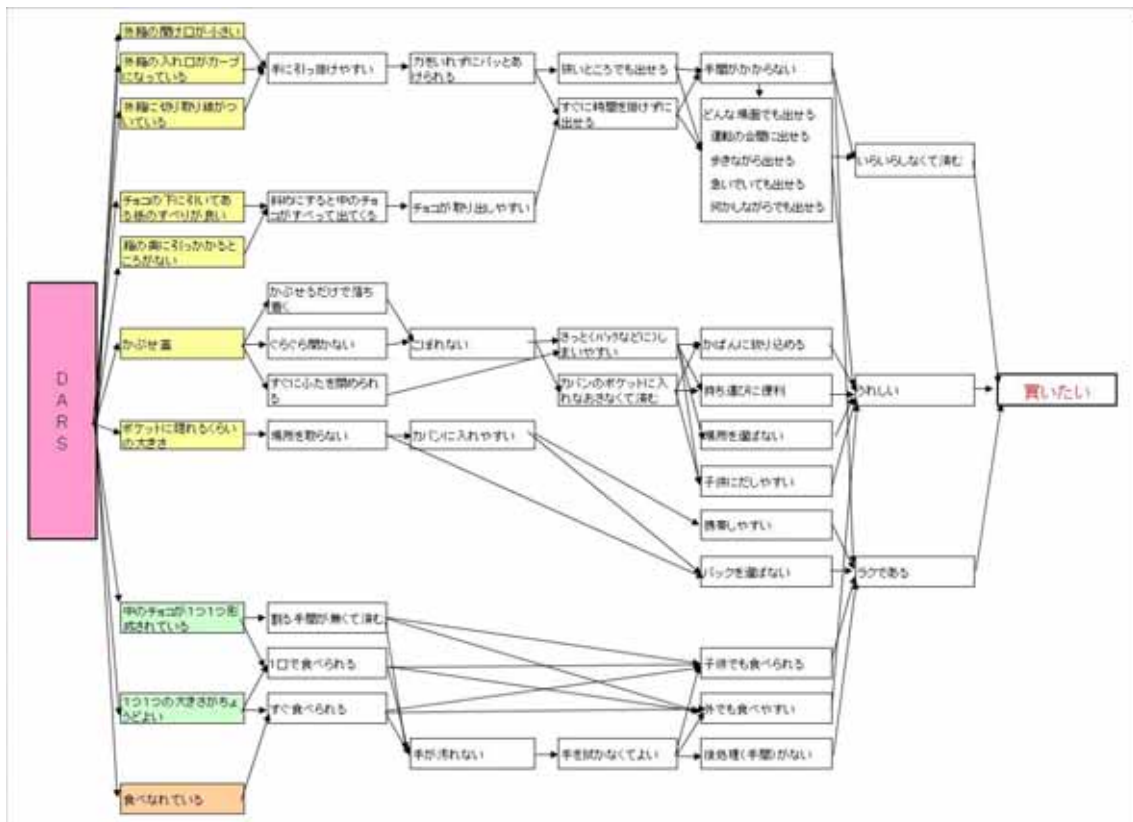 外箱の開け口が小さい
外箱の入れ口がカーブ
になっている
外箱に切り取り線がつ
いている
チョコの下に引いてあ
る紙のすべりが良い
箱の奥に引っかかると
ころがない
かぶせ蓋
ポケットに隠れるくらい
の大きさ
中のチョコが1つ1つ形
成されている
1つ1つの大きさがちょ
うどよい
食べなれている
DARS
手に引っ掛けやすい
斜めにすると中のチョ
コがすべって出てくる
かぶせるだけで落ち
着く
ぐらぐら開かない
すぐにふたを閉められ
る
場所を取らない
割る手間が無くて済む
1口で食べられる
すぐ食べられる
力をいれずにパッとあ
けられる
チョコが取り出しやすい
こぼれない
カバンに入れやすい
手が汚れない
狭いところでも出せる
すぐに時間を掛けずに
出せる
さっと(バックなどに)し
まいやすい
カバンのポケットに入
れなおさなくて済む
手を拭かなくてよい
手間がかからない
どんな場面でも出せる
運転の合間に出せる
歩きながら出せる
急いでいても出せる
何かしながらでも出せる
かばんに放り込める
持ち運びに便利
場所を選ばない
子供にだしやすい
携帯しやすい
バックを選ばない
子供でも食べられる
外でも食べやすい
後処理(手間)がない
いらいらしなくて済む
うれしい
ラクである
買いたい